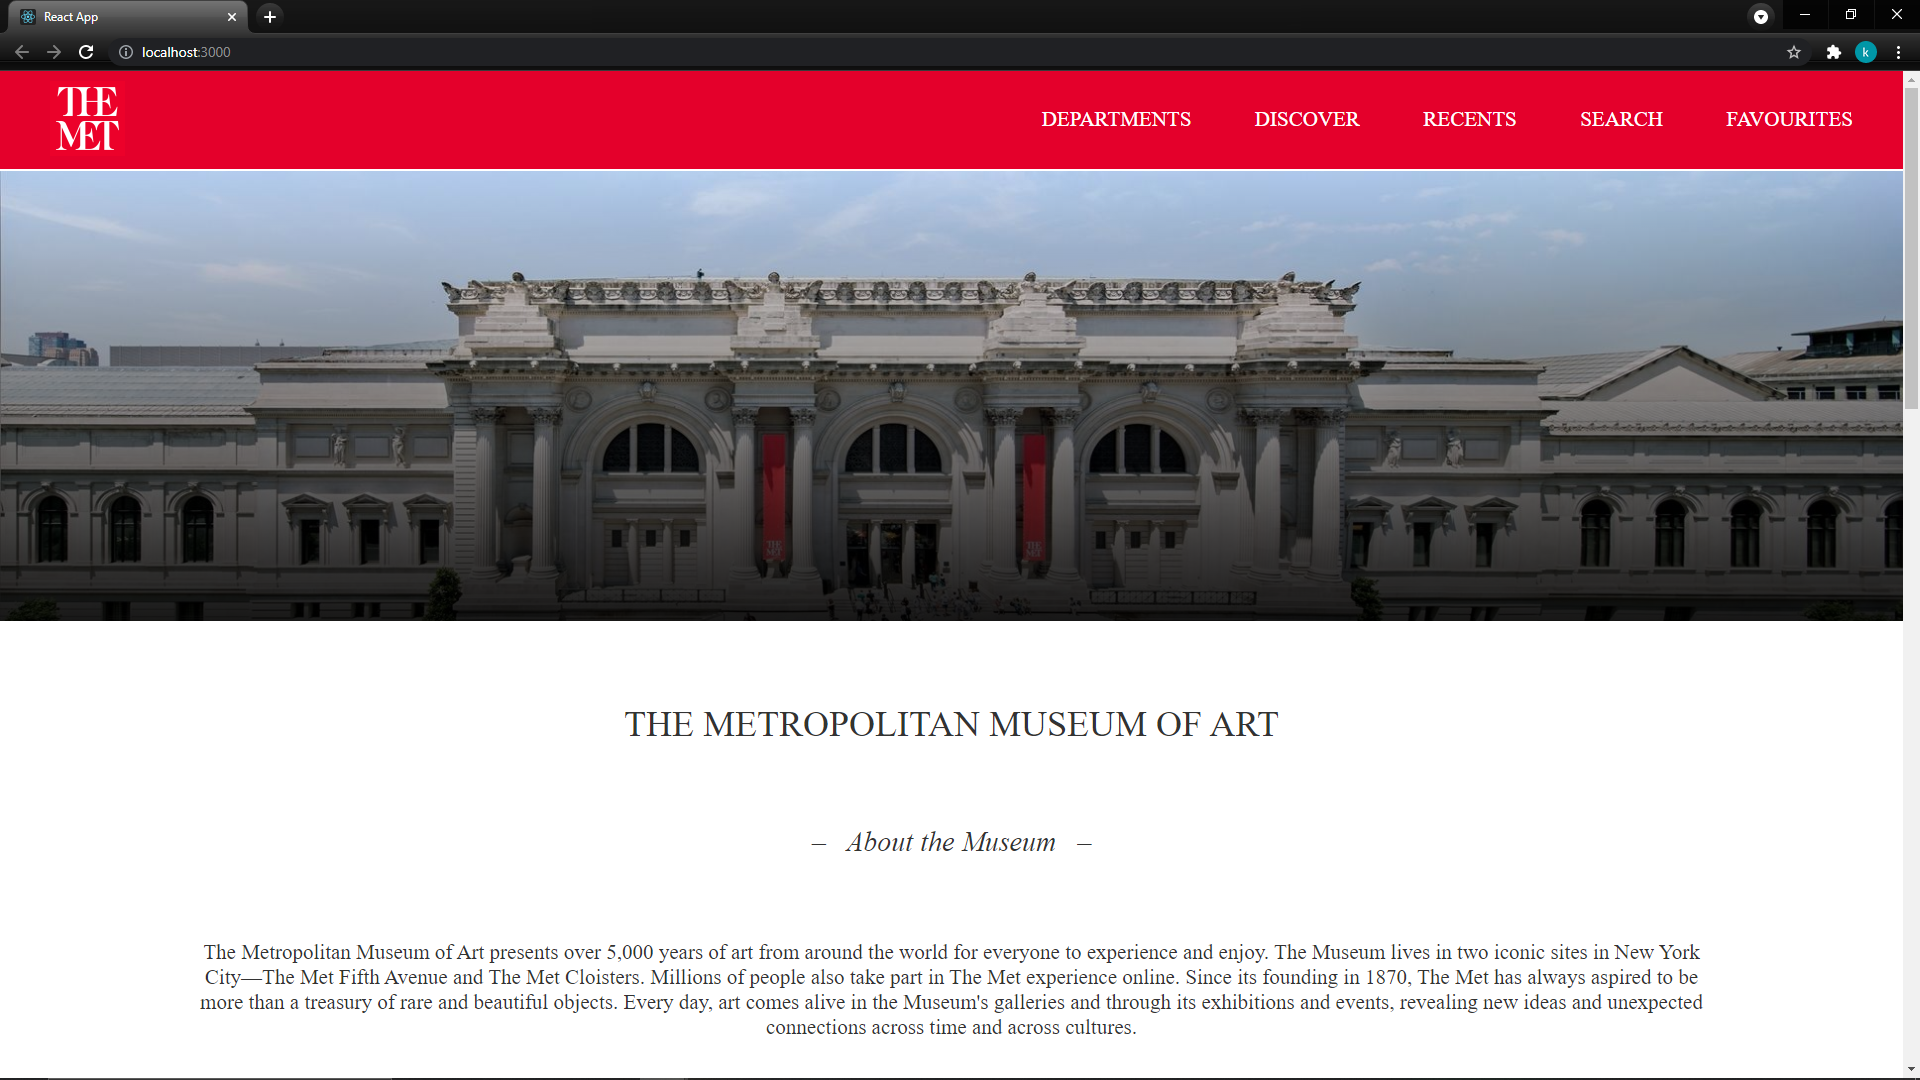 React App
localhost:3000
k
THE
MET
DEPARTMENTS
DISCOVER
RECENTS
SEARCH
FAVOURITES
THE
MET
THE
MET
THE METROPOLITAN MUSEUM OF ART
– About the Museum –
The Metropolitan Museum of Art presents over 5,000 years of art from around the world for everyone to experience and enjoy. The Museum lives in two iconic sites in New York
City—The Met Fifth Avenue and The Met Cloisters. Millions of people also take part in The Met experience online. Since its founding in 1870, The Met has always aspired to be
more than a treasury of rare and beautiful objects. Every day, art comes alive in the Museum's galleries and through its exhibitions and events, revealing new ideas and unexpected
connections across time and across cultures.